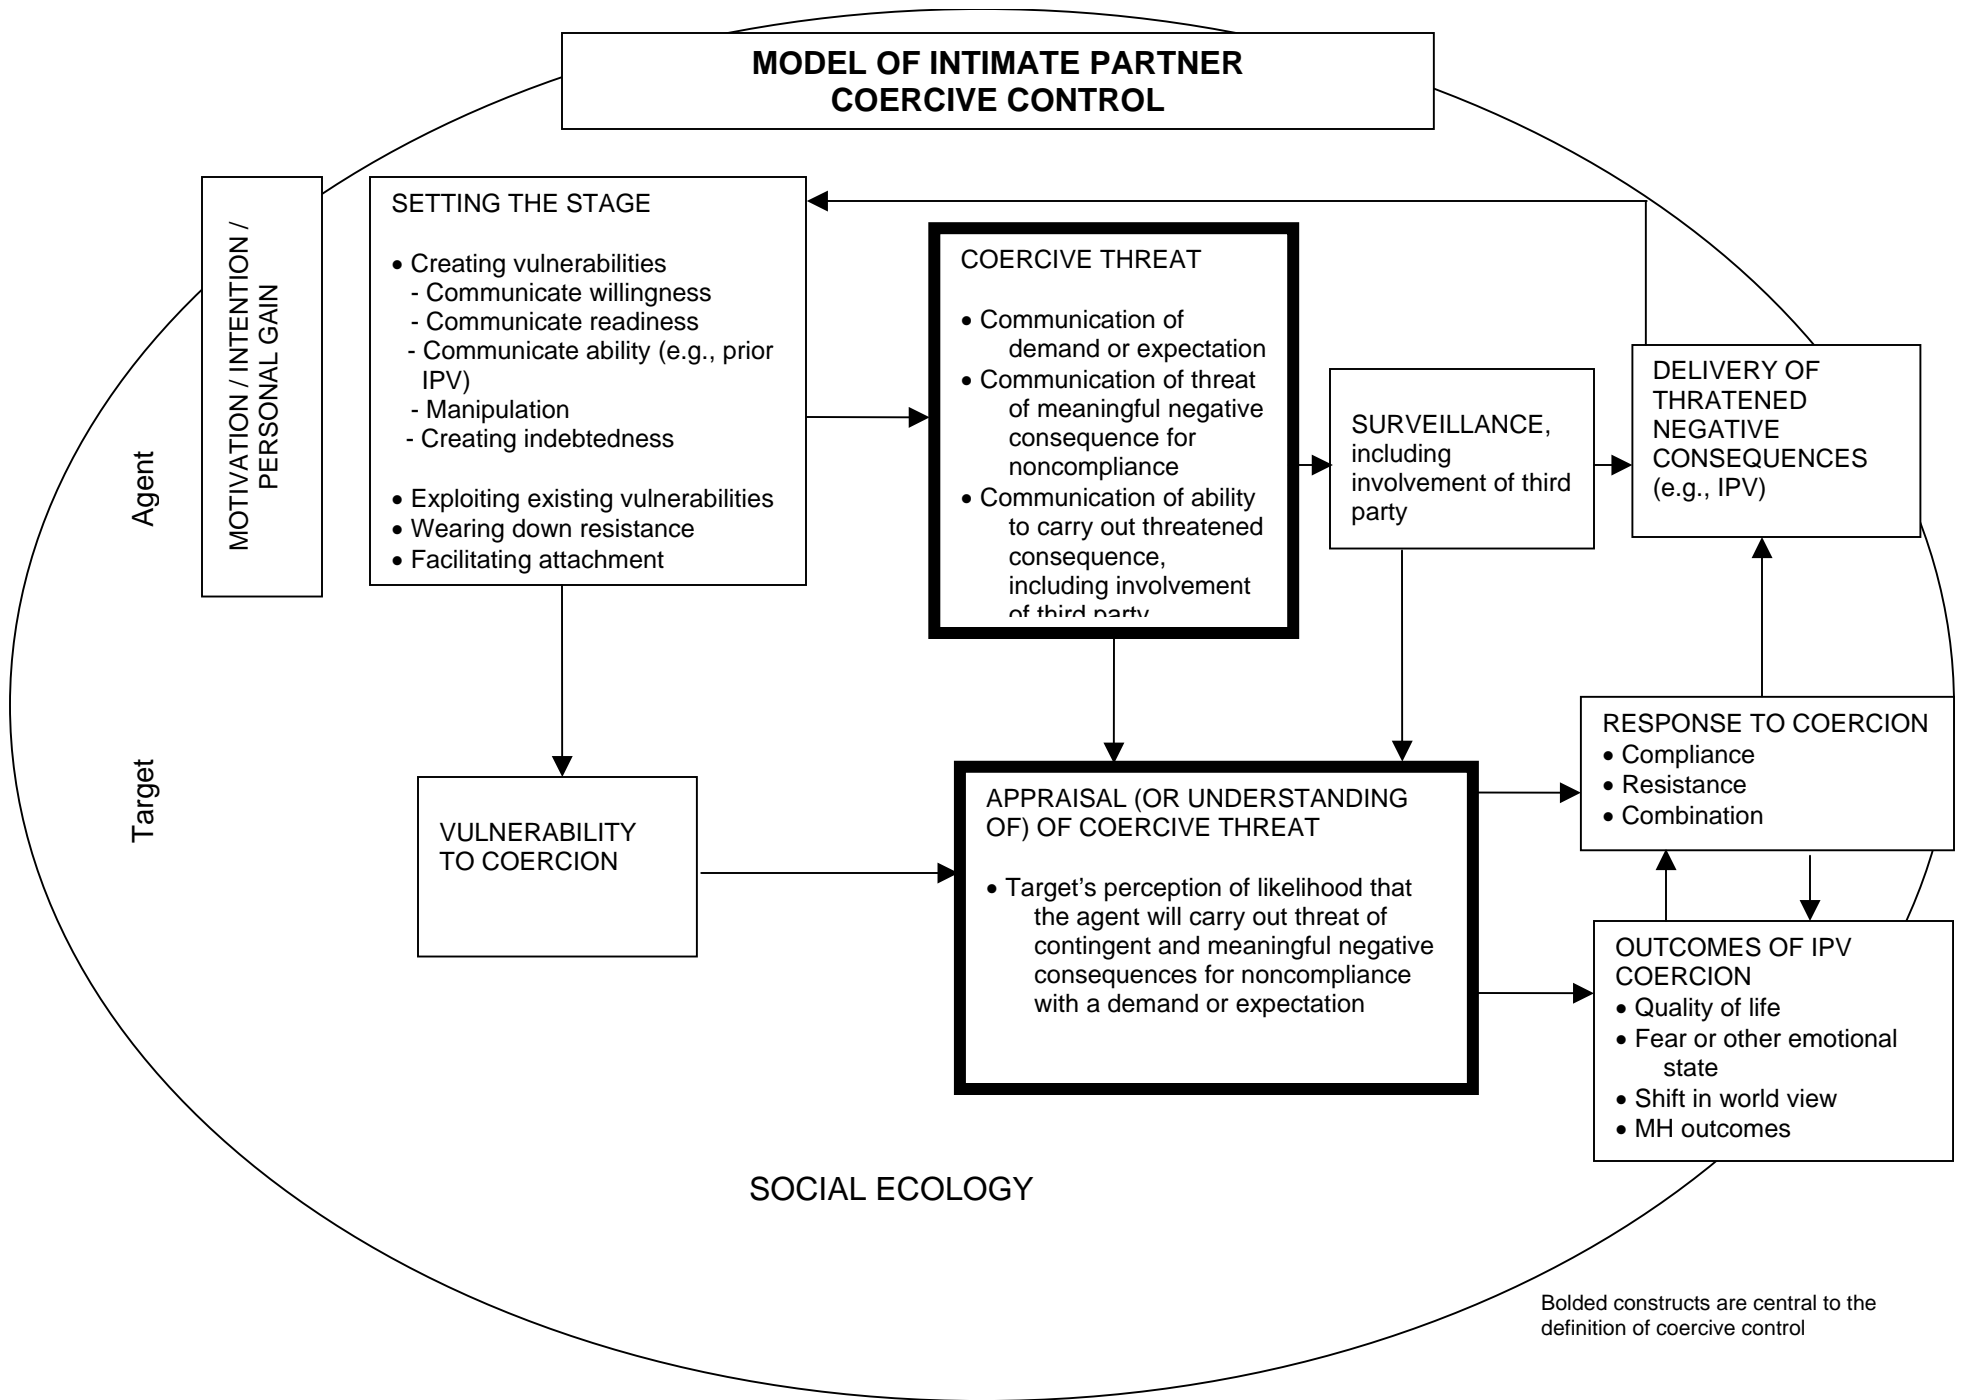 MODEL OF INTIMATE PARTNER
COERCIVE CONTROL
MOTIVATION / INTENTION /
PERSONAL GAIN
Agent
Target
SETTING THE STAGE
• Creating vulnerabilities
- Communicate willingness
- Communicate readiness
- Communicate ability (e.g., prior
IPV)
- Manipulation
- Creating indebtedness
• Exploiting existing vulnerabilities
• Wearing down resistance
• Facilitating attachment
COERCIVE THREAT
• Communication of
demand or expectation
• Communication of threat
of meaningful negative
consequence for
noncompliance
• Communication of ability
to carry out threatened
consequence,
including involvement
of third party
SURVEILLANCE,
including
involvement of third
party
DELIVERY OF
THRATENED
NEGATIVE
CONSEQUENCES
(e.g., IPV)
VULNERABILITY
TO COERCION
APPRAISAL (OR UNDERSTANDING
OF) OF COERCIVE THREAT
• Target’s perception of likelihood that
the agent will carry out threat of
contingent and meaningful negative
consequences for noncompliance
with a demand or expectation
RESPONSE TO COERCION
• Compliance
• Resistance
• Combination
OUTCOMES OF IPV
COERCION
• Quality of life
• Fear or other emotional
state
• Shift in world view
• MH outcomes
SOCIAL ECOLOGY
Bolded constructs are central to the
definition of coercive control